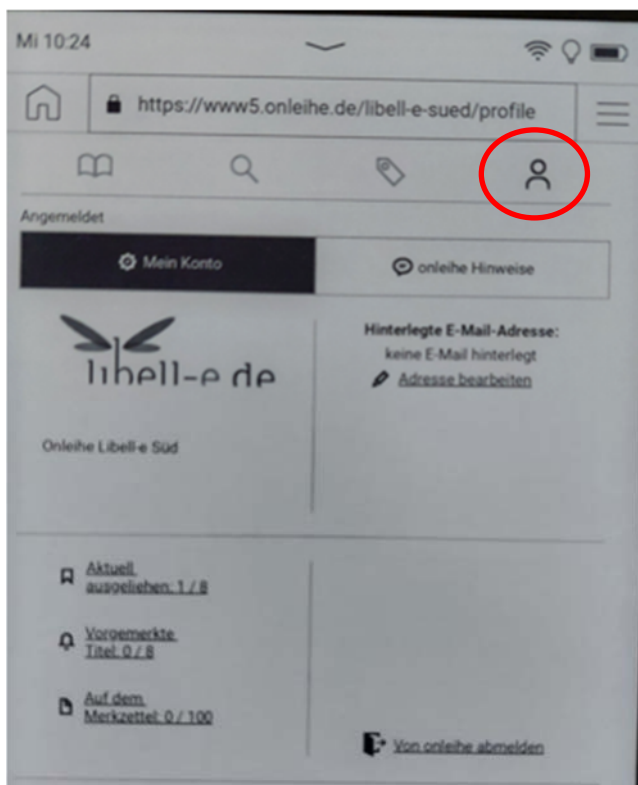 Mi 10:24
https://www5.onleihe.de/libell-e-sued/profile
Angemeldet
Mein Konto
onleihe Hinweise
libell-e de
Onleihe Libell-e Süd
Hinterlegte E-Mail-Adresse:
keine E-Mail hinterlegt
Adresse bearbeiten
Aktuell
ausgeliehen: 1 / 8
Vorgemerkte
Titel: 0 / 8
Auf dem
Merkzettel: 0 / 100
Von onleihe abmelden